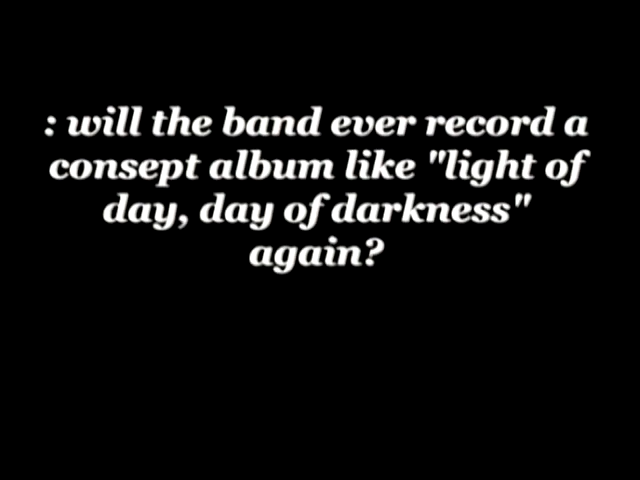 : will the band ever record a
consept album like "light of
day, day of darkness"
again?